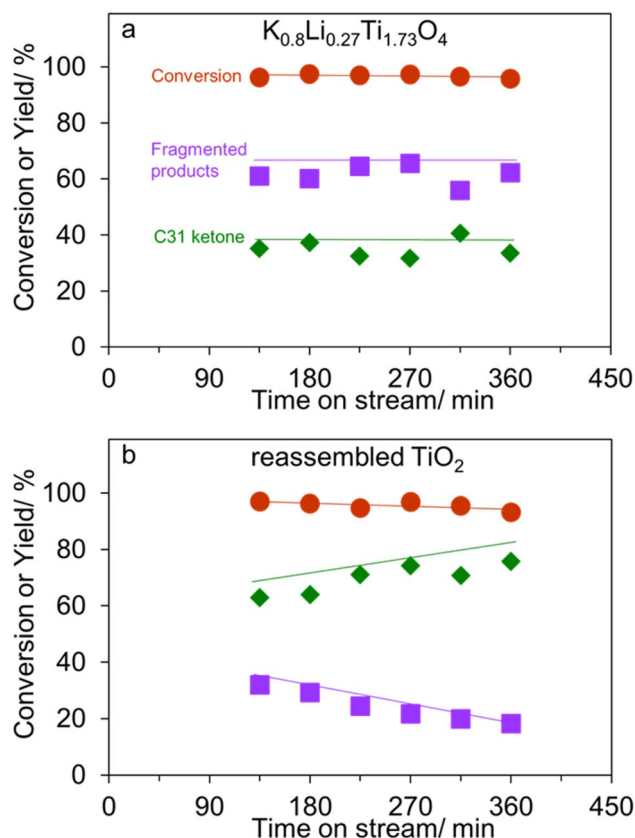 a
K₀.₈Li₀.₂₇Ti₁.₇₃O₄
Conversion or Yield/ %
100
80
60
40
20
0
Conversion
Fragmented
products
C31 ketone
0 90 180 270 360 450
Time on stream/ min
b
reassembled TiO₂
Conversion or Yield/ %
100
80
60
40
20
0
0 90 180 270 360 450
Time on stream/ min